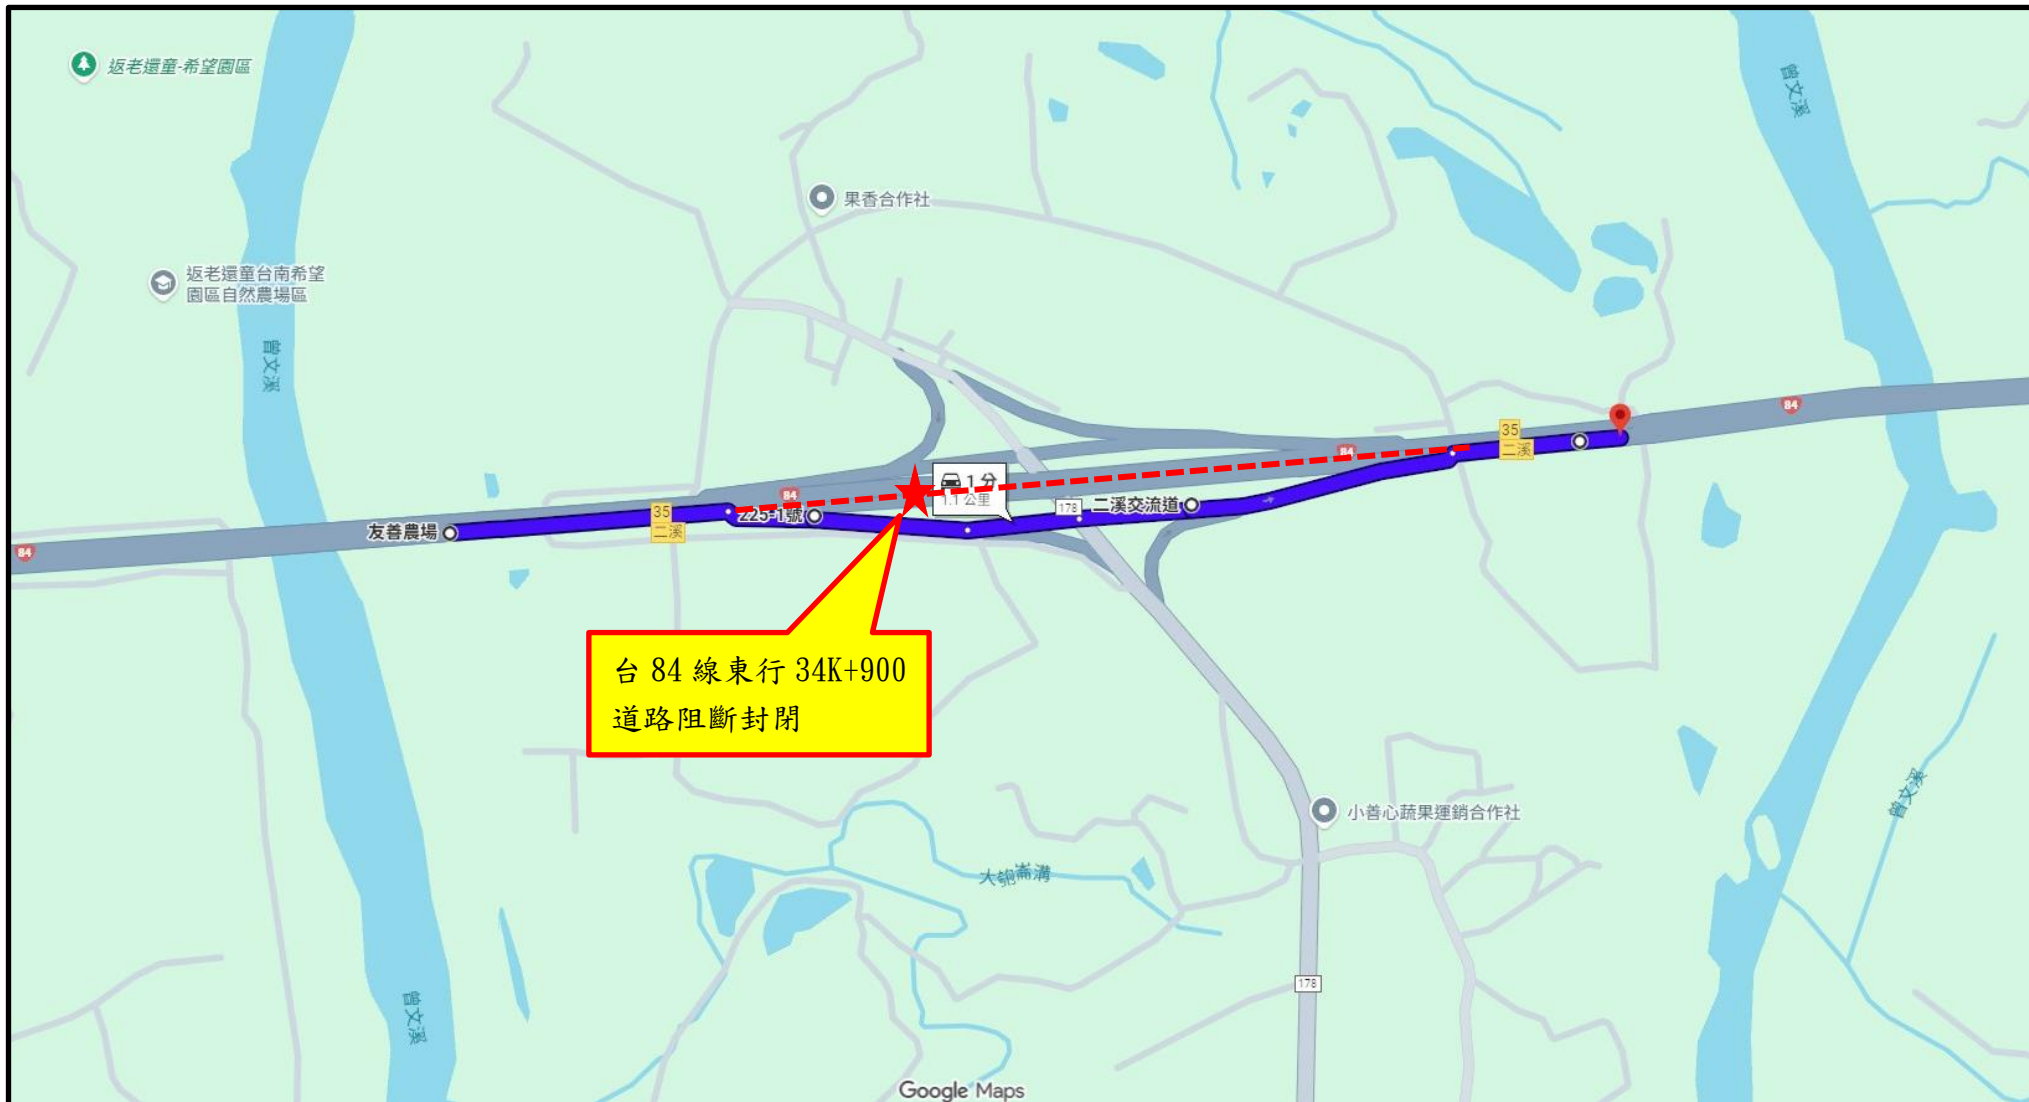 返老還童-希望園區
曾文溪
果香合作社
返老還童台南希望
園區自然農場區
曾文溪
84
35
二溪
84
84
1 分
1.1 公里
35
二溪
84
225-1號
178
二溪交流道
友善農場
84
台 84 線東行 34K+900
道路阻斷封閉
曾文溪
小善心蔬果運銷合作社
大匏崙溝
178
曾文溪
Google Maps